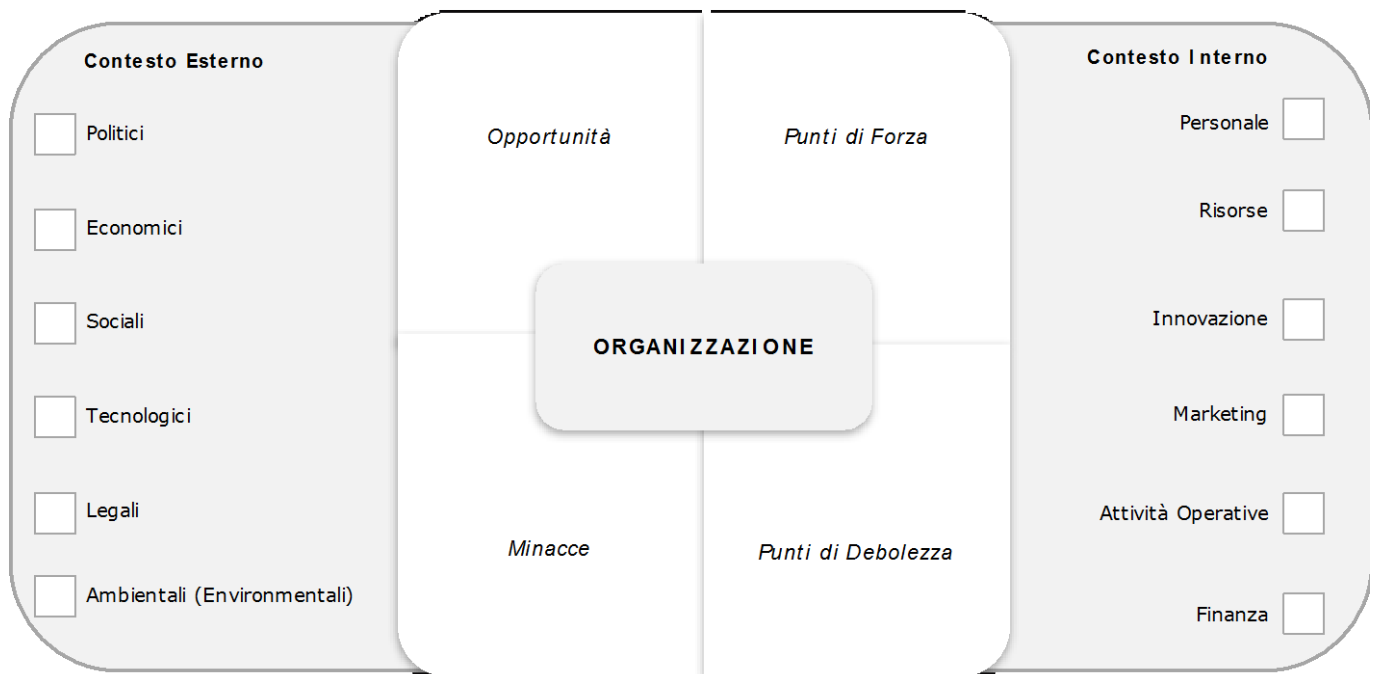 Contesto Esterno
Politici
Economici
Sociali
Tecnologici
Legali
Ambientali (Environmentali)
Opportunità
Punti di Forza
ORGANIZZAZIONE
Minacce
Punti di Debolezza
Contesto Interno
Personale
Risorse
Innovazione
Marketing
Attività Operative
Finanza